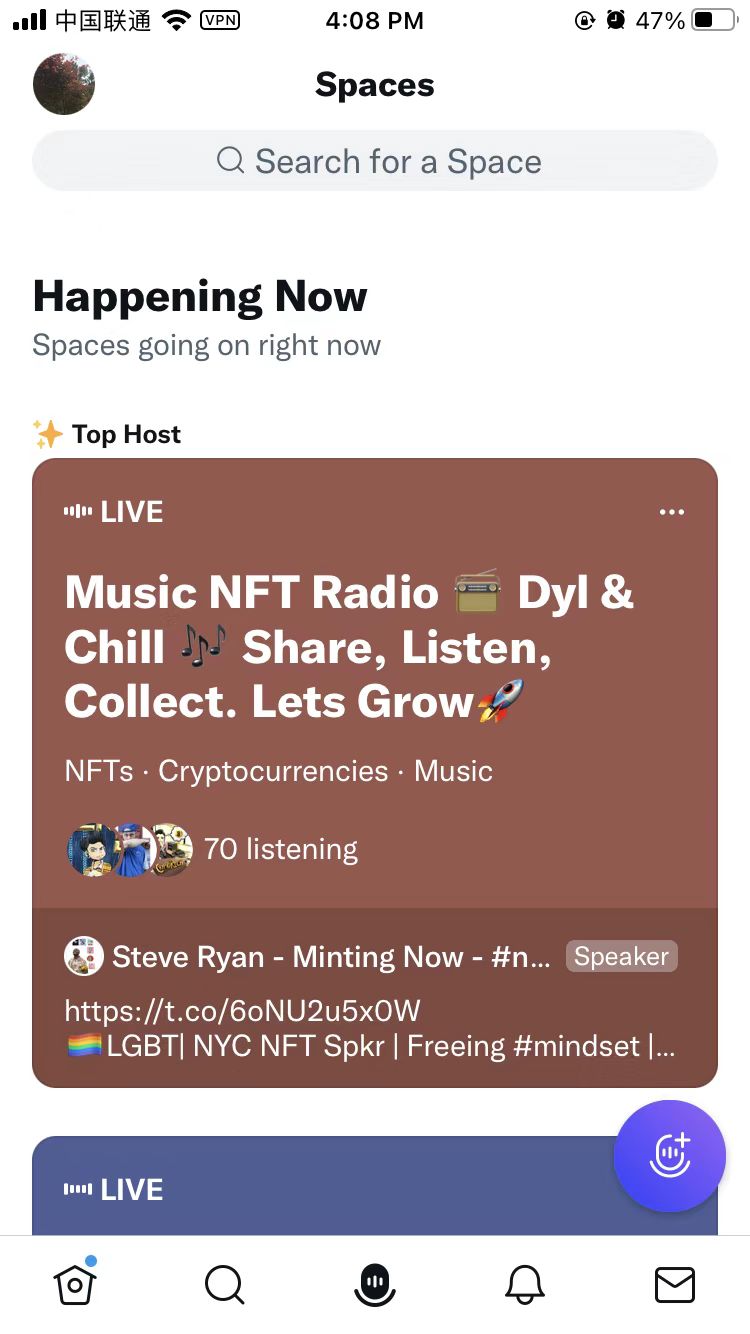 中国联通 VPN 4:08 PM 47%
Spaces
Search for a Space
Happening Now
Spaces going on right now
✨ Top Host
LIVE
Music NFT Radio 📻 Dyl &
Chill 🎶 Share, Listen,
Collect. Lets Grow🚀
NFTs · Cryptocurrencies · Music
70 listening
Steve Ryan - Minting Now - #n... Speaker
https://t.co/6oNU2u5x0W
🏳️‍🌈LGBT| NYC NFT Spkr | Freeing #mindset |...
LIVE